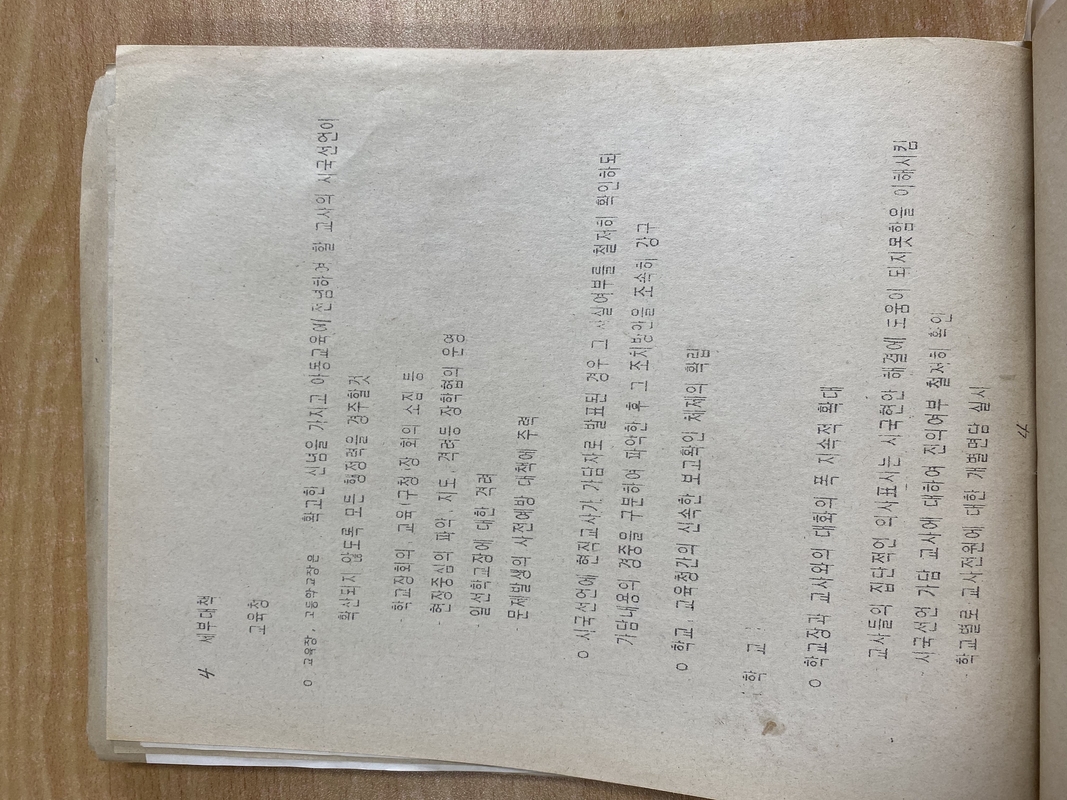 4 세부대책
교육청
o 교육장, 고등학교장은 확고한 신념을 가지고 아동교육에 전념하여야 할 교사의 시국선언이
확산되지 않도록 모든 행정력을 경주할것
- 학교장회의 교육(구청)장 회의 소집 등
- 현장중심의 파악, 지도, 격려등 장학협의 운영
- 일선학교장에 대한 격려
- 문제발생의 사전예방 대책에 주력
o 시국선언에 현직교사가 가담자로 발표된 경우 그 사실여부를 철저히 확인하되
가담내용의 경중을 구분하여 파악한 후 그 조치방안을 조속히 강구
o 학교, 교육청간의 신속한 보고확인 체제의 확립
학교
o 학교장과 교사와의 대화의 폭 지속적 확대
- 교사들의 집단적인 의사표시는 시국현안 해결에 도움이 되지못함을 이해시킴
- 시국선언 가담 교사에 대하여 진의여부 철저히 확인
- 학교별로 교사전원에 대한 개별면담 실시
4